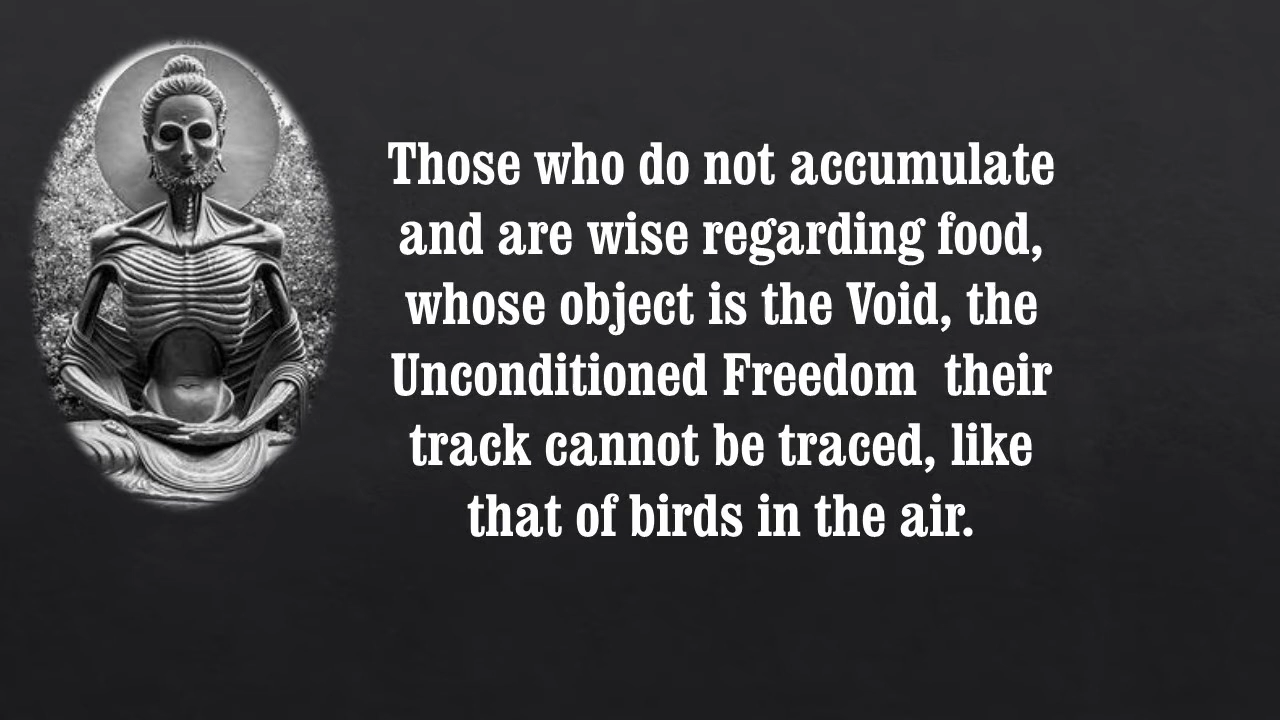 Those who do not accumulate
and are wise regarding food,
whose object is the Void, the
Unconditioned Freedom  their
track cannot be traced, like
that of birds in the air.